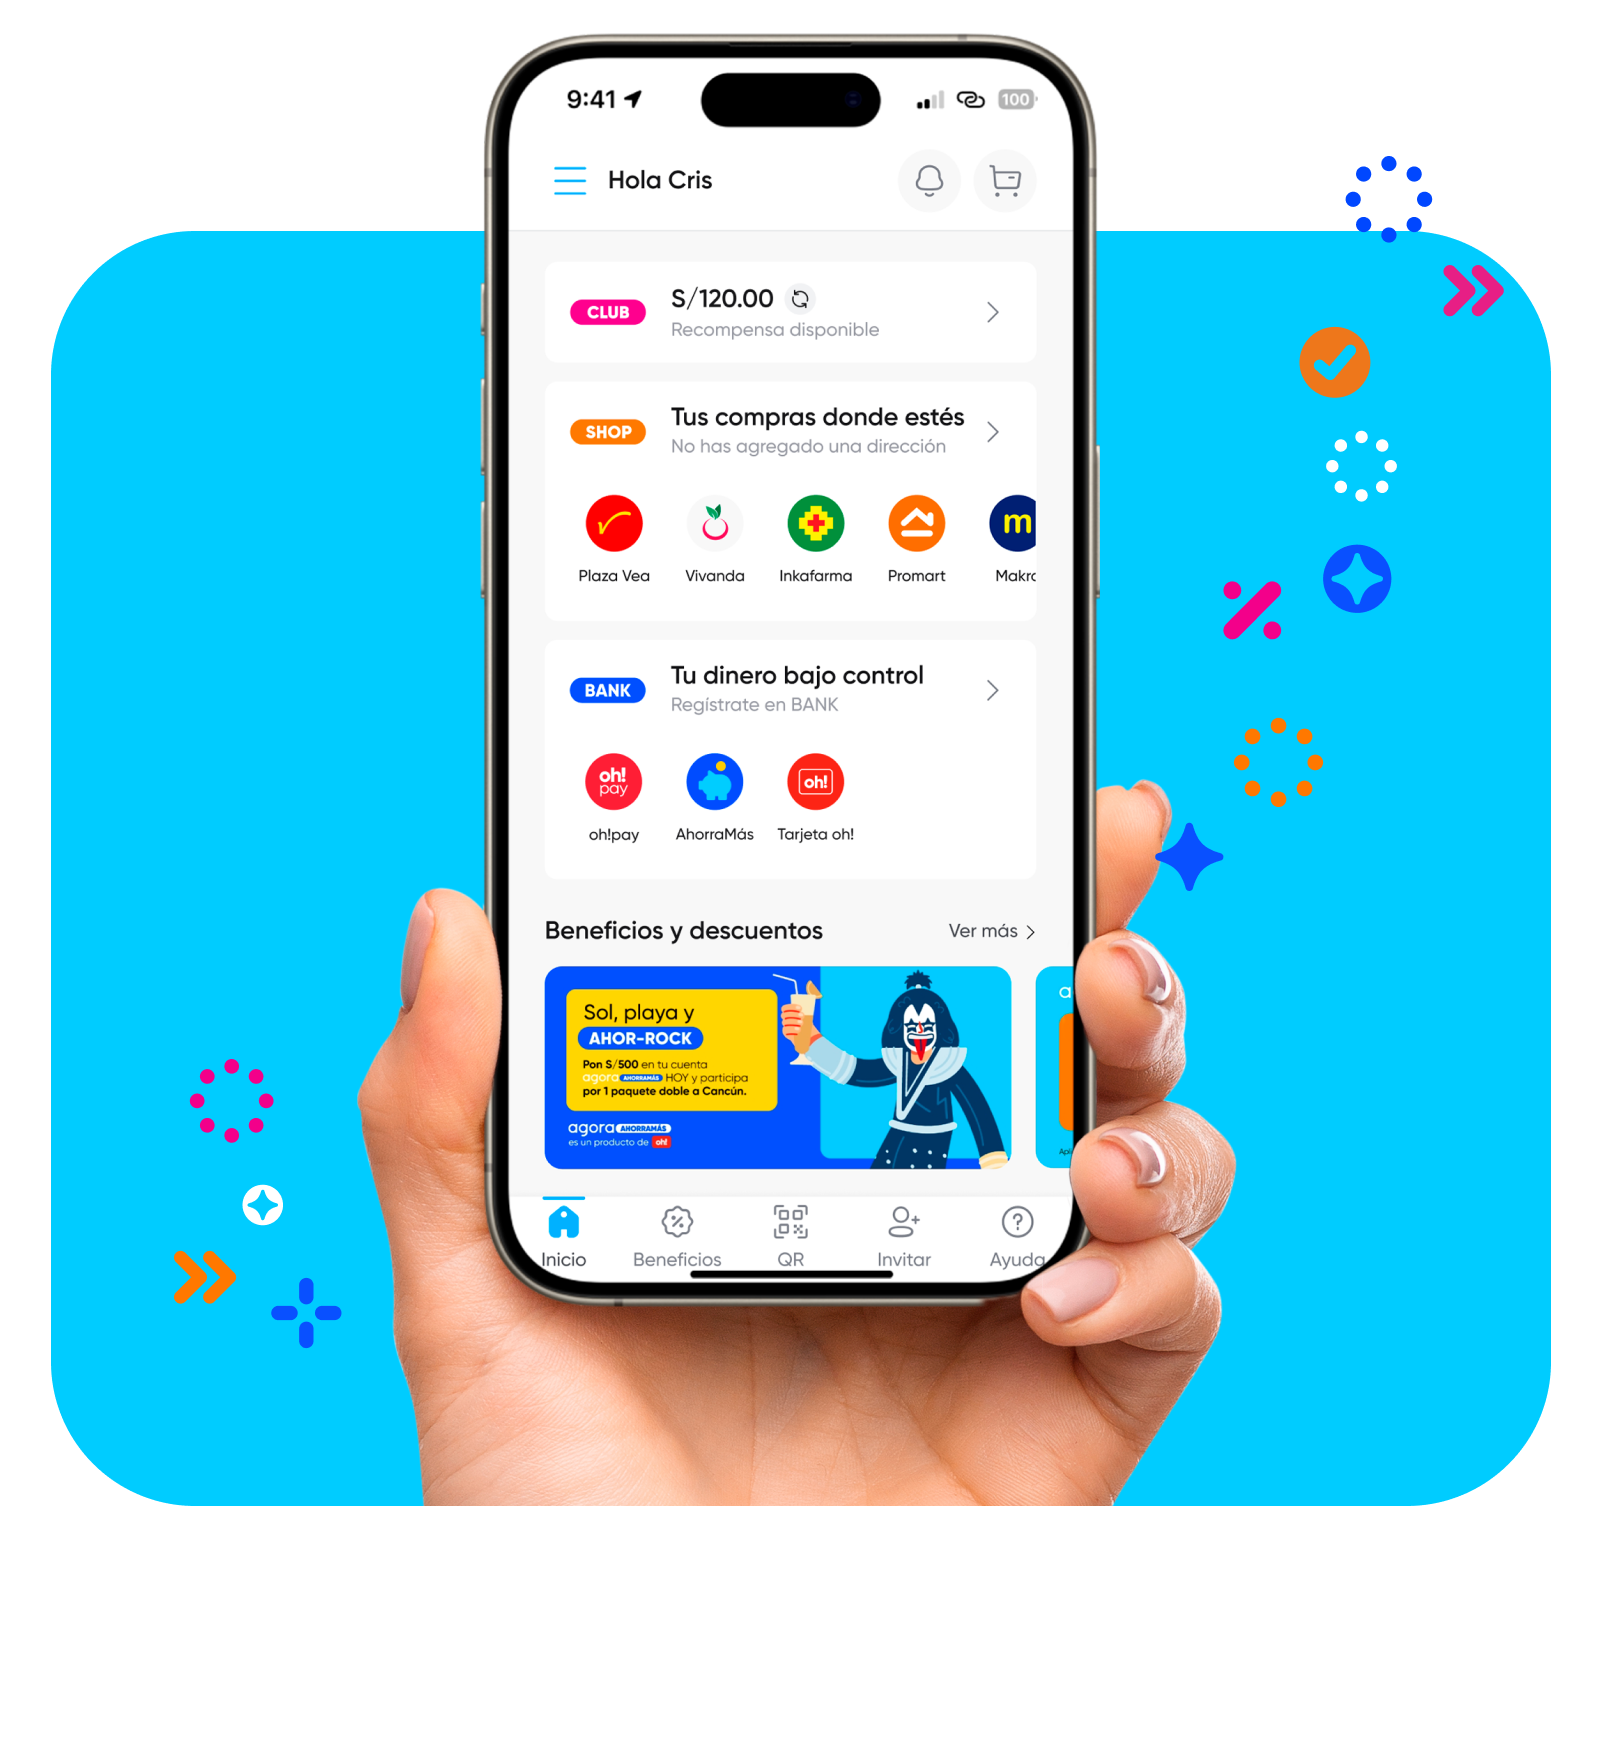 9:41
100
Hola Cris
CLUB
S/120.00
Recompensa disponible
SHOP
Tus compras donde estés
No has agregado una dirección
m
Plaza Vea
Vivanda
Inkafarma
Promart
Makro
BANK
Tu dinero bajo control
Regístrate en BANK
oh!
pay
oh!
oh!pay
AhorraMás
Tarjeta oh!
Beneficios y descuentos
Ver más
Sol, playa y
AHOR-ROCK
Pon S/500 en tu cuenta
agora AHORRAMÁS HOY y participa
por 1 paquete doble a Cancún.
agora AHORRAMÁS
es un producto de oh!
Inicio
Beneficios
QR
Invitar
Ayuda